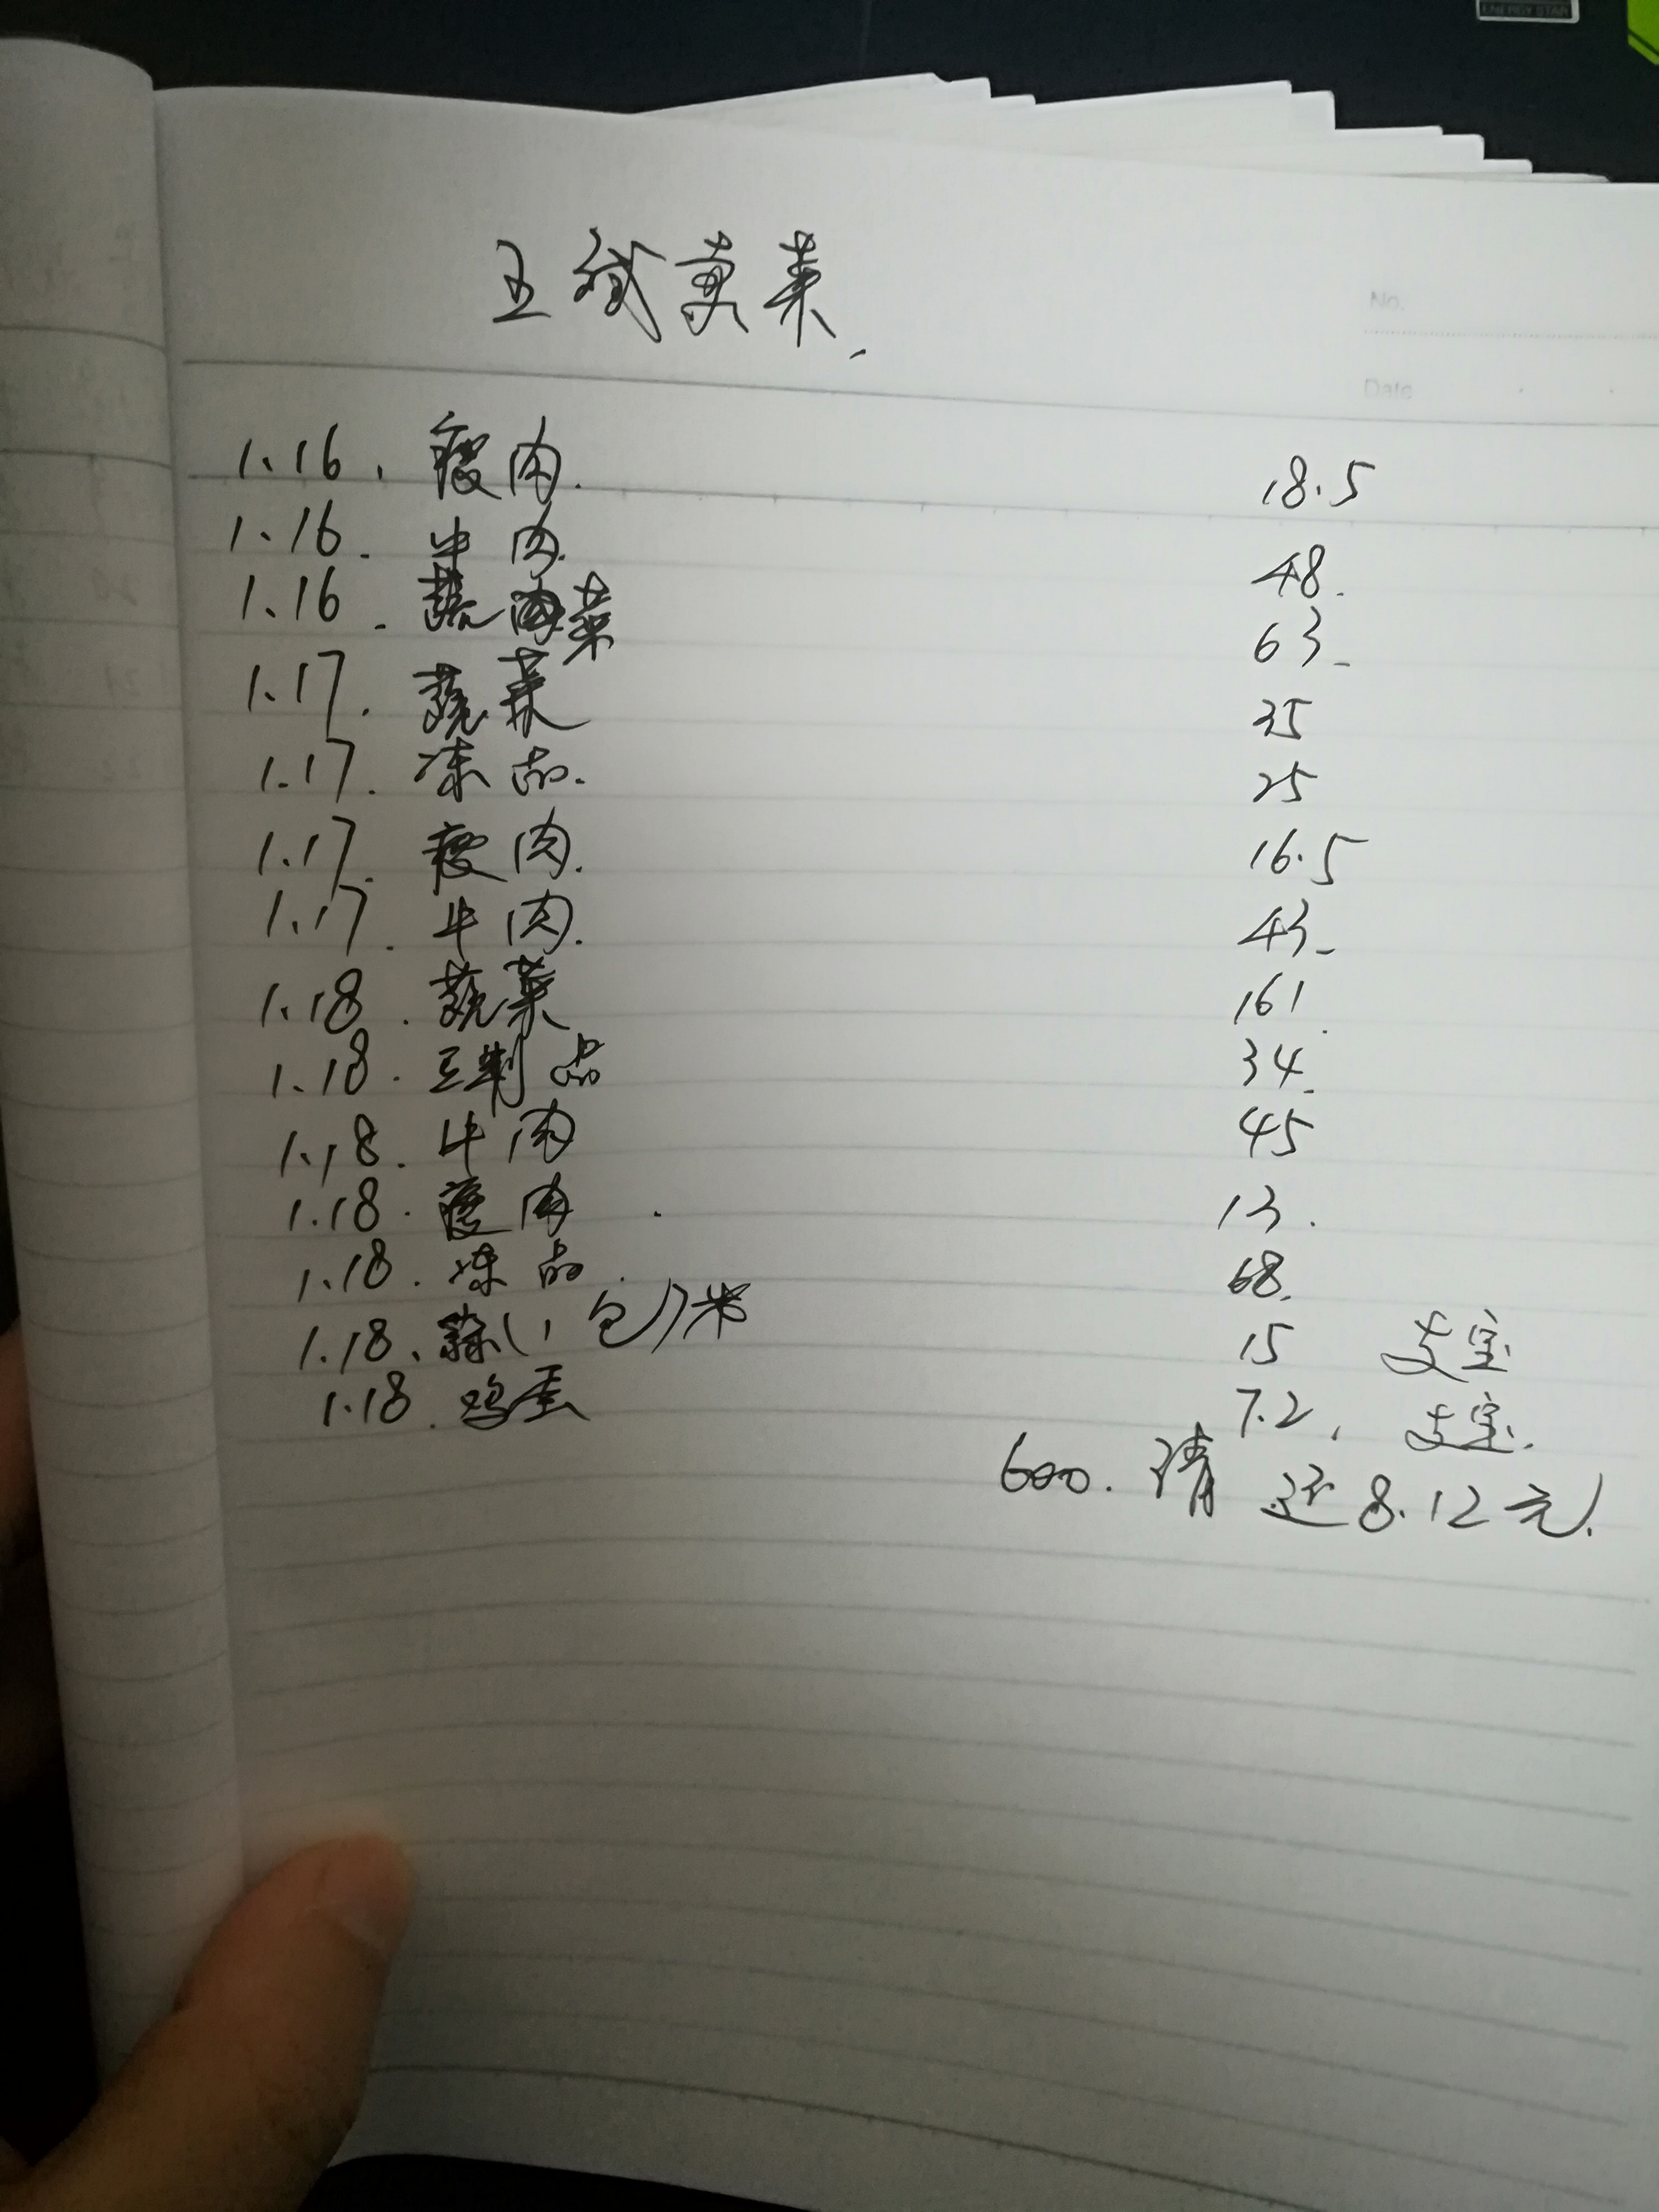 卖菜
No.
Date
1.16. 瘦肉. 18.5
1.16. 牛肉. 48.
1.16. 蔬菜 63.
1.17. 蔬菜 35
1.17. 冻品. 25
1.17. 瘦肉. 16.5
1.17. 牛肉. 43.
1.18. 蔬菜 161.
1.18. 豆制品 34.
1.18. 牛肉 45
1.18. 瘦肉. 13.
1.18. 冻品. 68.
1.18. 蒜(1包)米 15 支宝
1.18. 鸡蛋 7.2, 支宝.
600. 请还8.12元.
ENERGY STAR